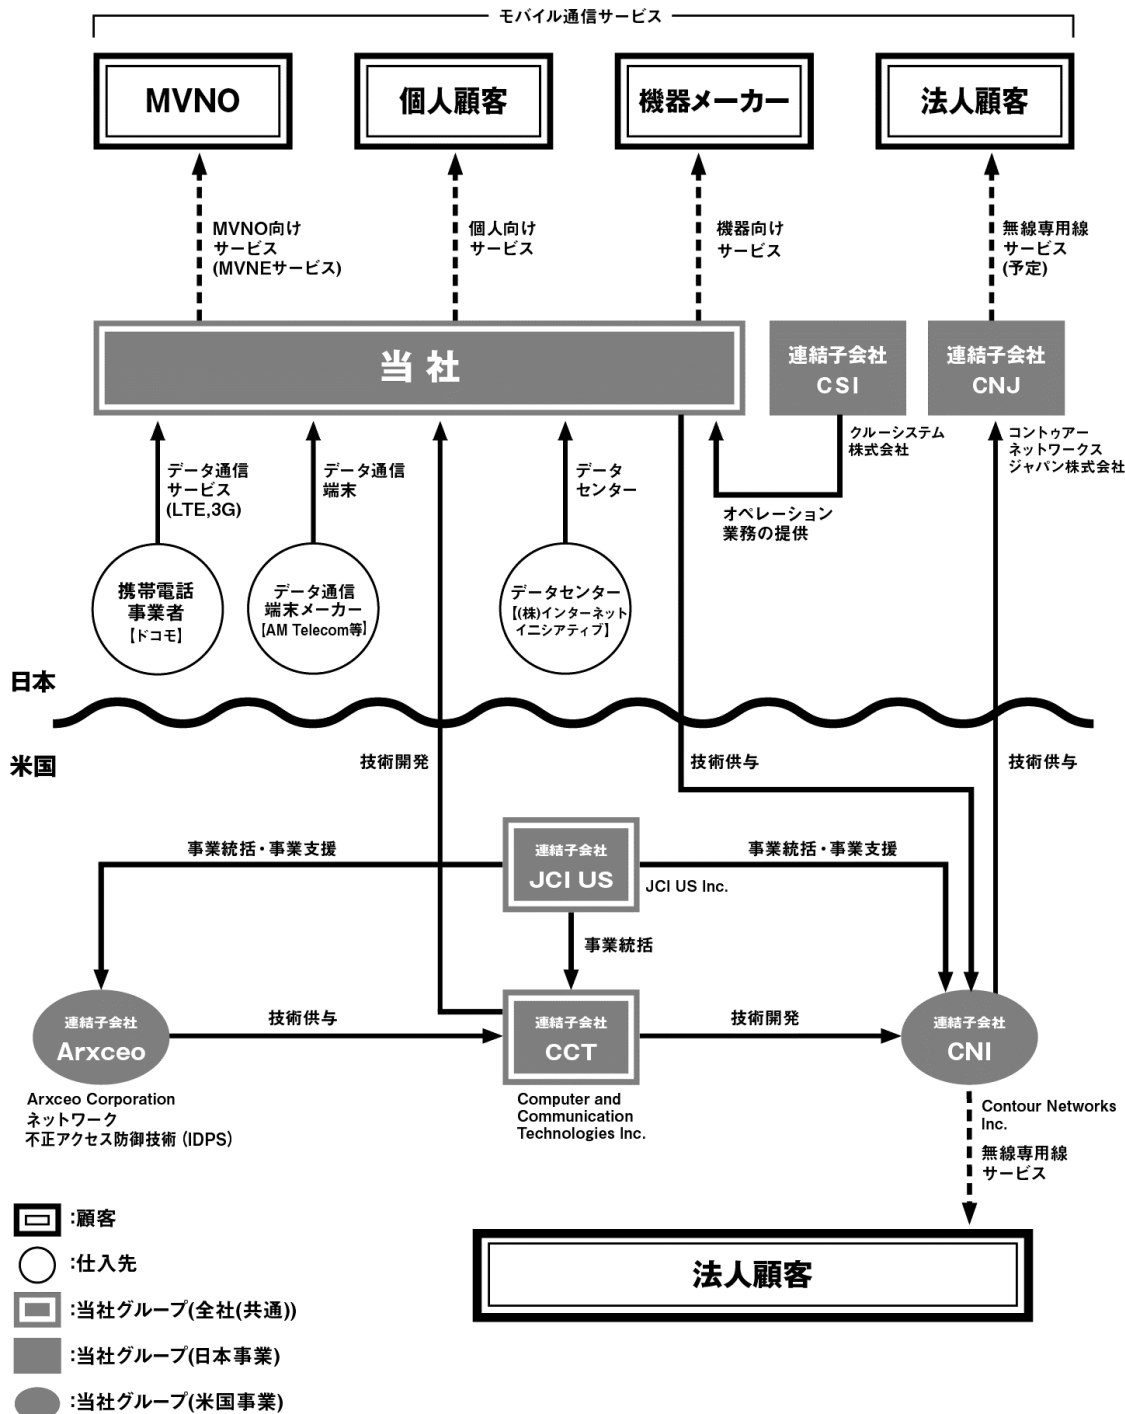 モバイル通信サービス
MVNO
個人顧客
機器メーカー
法人顧客
MVNO向け
サービス
(MVNEサービス)
個人向け
サービス
機器向け
サービス
無線専用線
サービス
(予定)
当社
連結子会社
CSI
連結子会社
CNJ
クルーシステム
株式会社
コントゥアー
ネットワークス
ジャパン株式会社
データ通信
サービス
(LTE,3G)
データ通信
端末
データ
センター
オペレーション
業務の提供
携帯電話
事業者
【ドコモ】
データ通信
端末メーカー
【AM Telecom等】
データセンター
【(株)インターネット
イニシアティブ】
日本
米国
技術開発
技術供与
技術供与
事業統括・事業支援
連結子会社
JCI US
JCI US Inc.
事業統括・事業支援
事業統括
連結子会社
Arxceo
技術供与
連結子会社
CCT
技術開発
連結子会社
CNI
Arxceo Corporation
ネットワーク
不正アクセス防御技術（IDPS）
Computer and
Communication
Technologies Inc.
Contour Networks
Inc.
無線専用線
サービス
法人顧客
:顧客
:仕入先
:当社グループ(全社(共通))
:当社グループ(日本事業)
:当社グループ(米国事業)